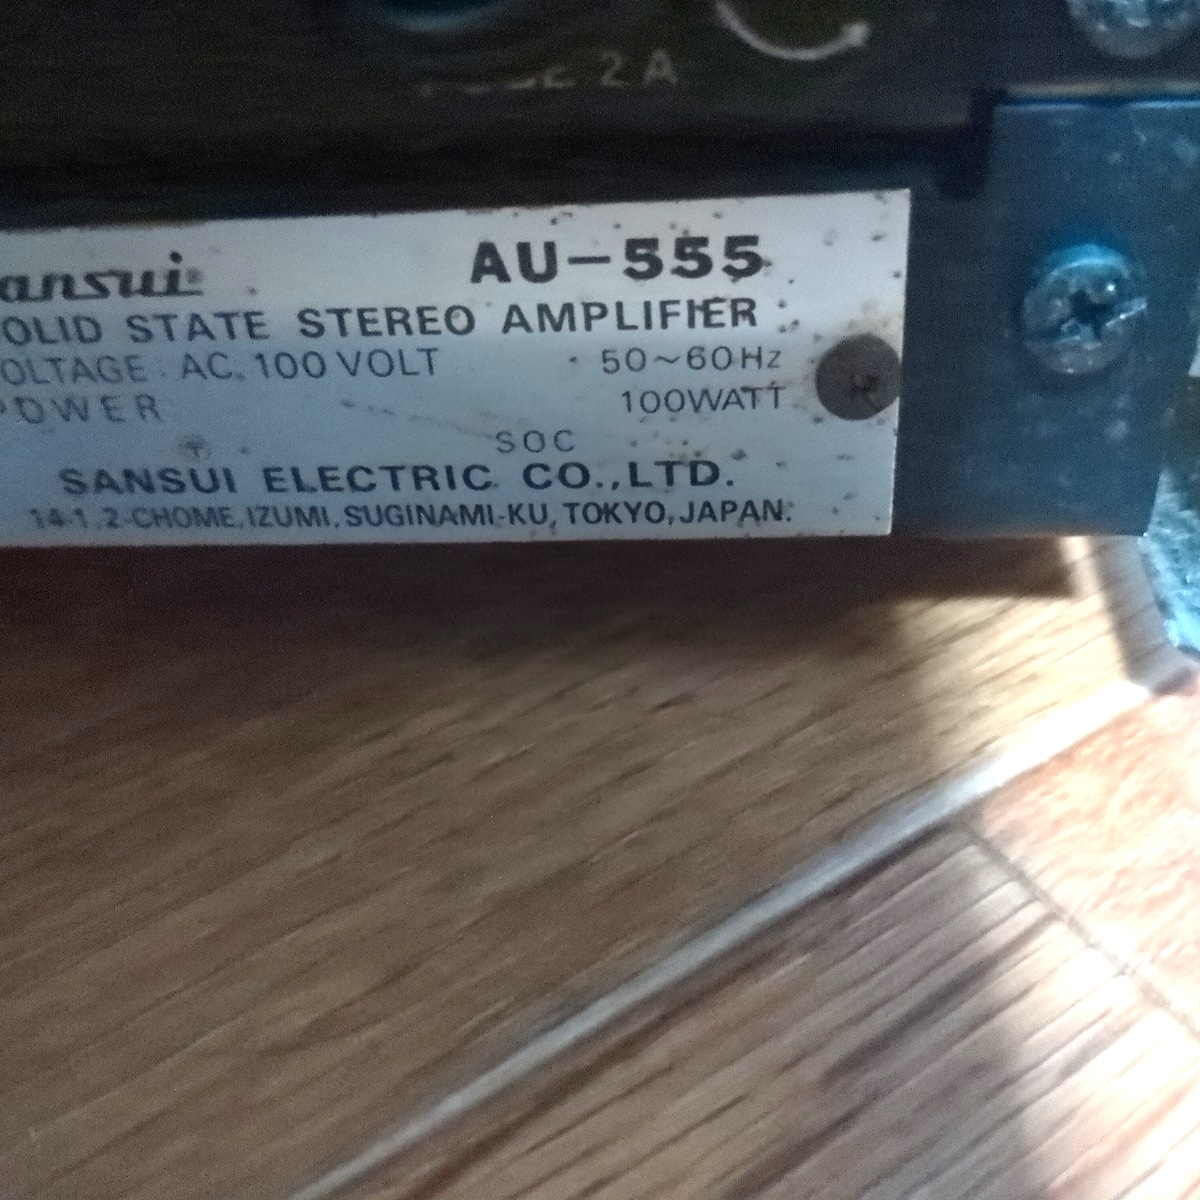 2A
ansui®
AU-555
OLID STATE STEREO AMPLIFIER
OLTAGE AC. 100 VOLT 50~60Hz
POWER 100WATT
SOC
SANSUI ELECTRIC CO.,LTD.
14-1, 2-CHOME, IZUMI, SUGINAMI-KU, TOKYO, JAPAN.